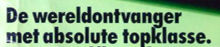 De wereldontvanger
met absolute topklasse.